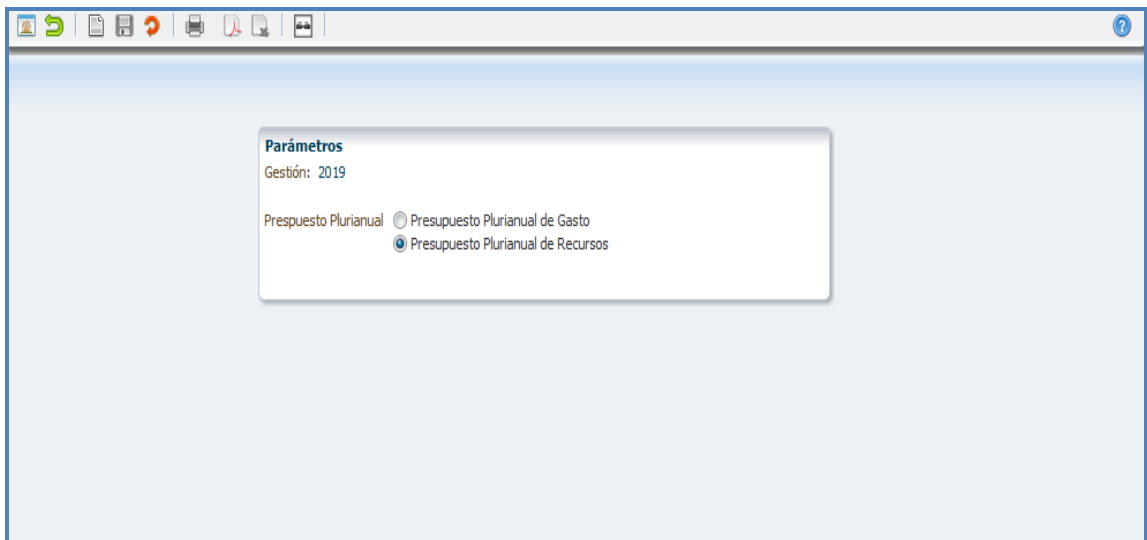 ?
Parámetros
Gestión: 2019
Prespuesto Plurianual Presupuesto Plurianual de Gasto
Presupuesto Plurianual de Recursos